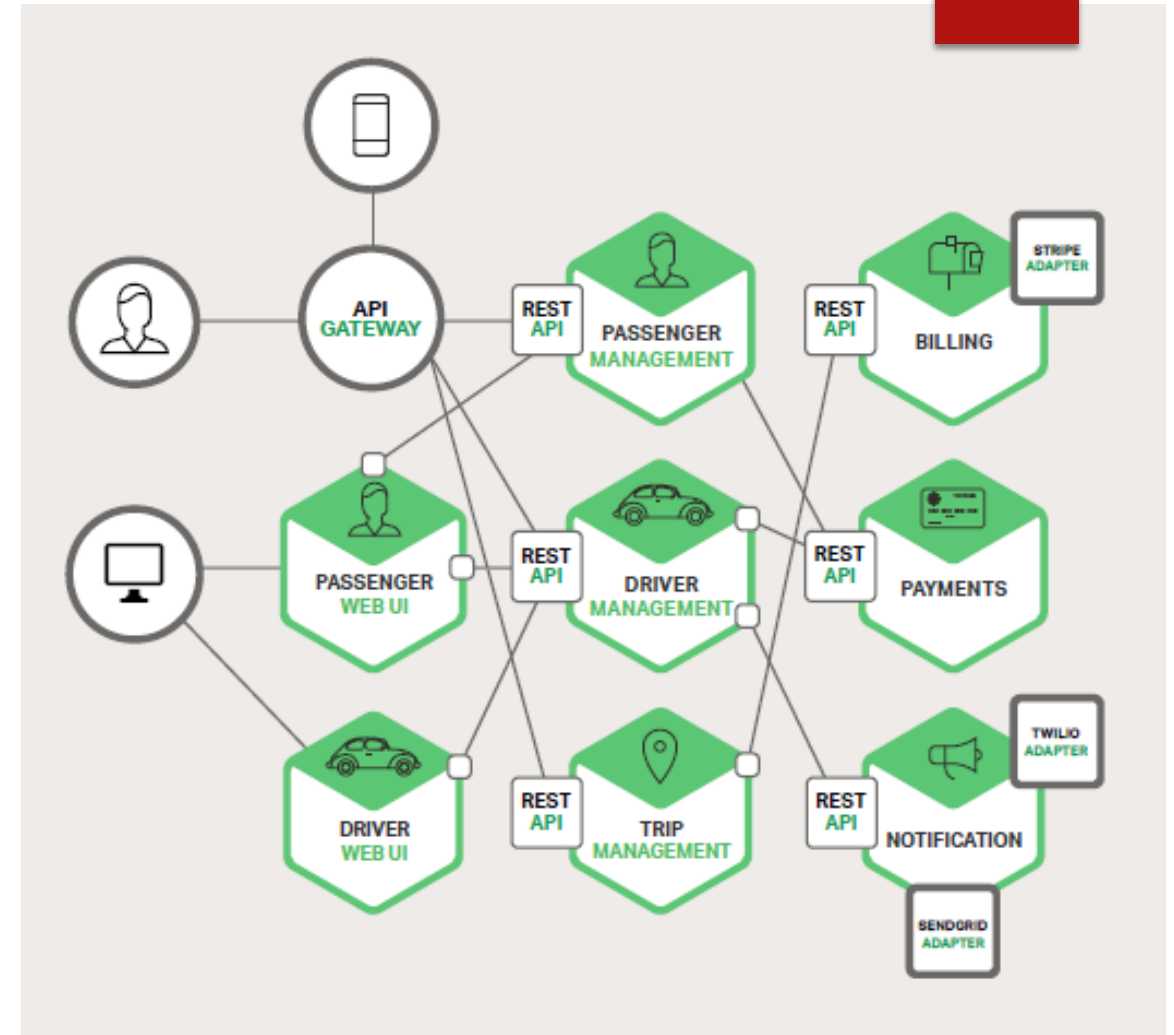 API
GATEWAY
REST
API
PASSENGER
MANAGEMENT
REST
API
BILLING
STRIPE
ADAPTER
PASSENGER
WEB UI
REST
API
DRIVER
MANAGEMENT
REST
API
PAYMENTS
DRIVER
WEB UI
REST
API
TRIP
MANAGEMENT
REST
API
NOTIFICATION
TWILIO
ADAPTER
SENDGRID
ADAPTER